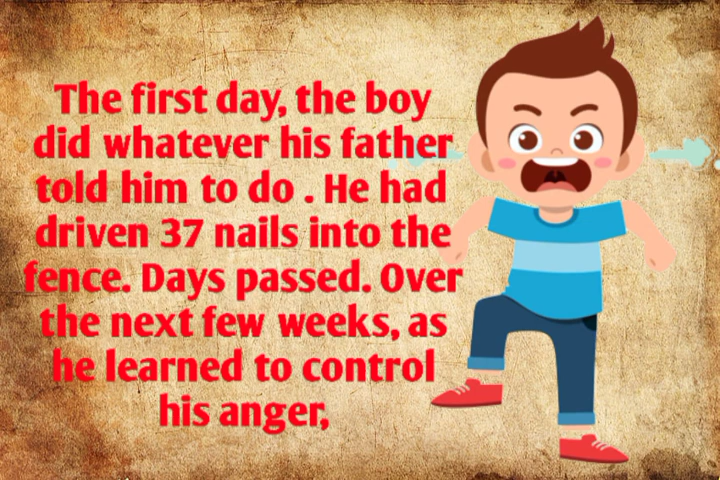 The first day, the boy
did whatever his father
told him to do . He had
driven 37 nails into the
fence. Days passed. Over
the next few weeks, as
he learned to control
his anger,